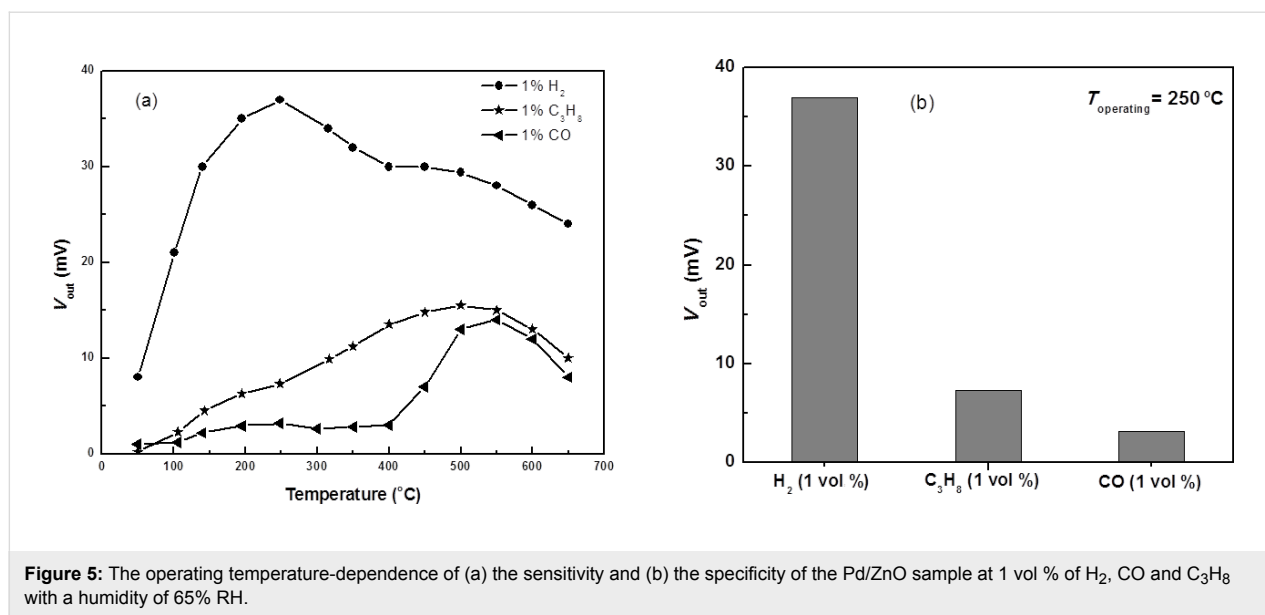 (a)
1% H₂
1% C₃H₈
1% CO
40
30
20
10
0
V_out (mV)
0 100 200 300 400 500 600 700
Temperature (°C)
(b)
T_operating = 250 °C
40
30
20
10
0
V_out (mV)
H₂ (1 vol %) C₃H₈ (1 vol %) CO (1 vol %)
Figure 5: The operating temperature-dependence of (a) the sensitivity and (b) the specificity of the Pd/ZnO sample at 1 vol % of H₂, CO and C₃H₈
with a humidity of 65% RH.